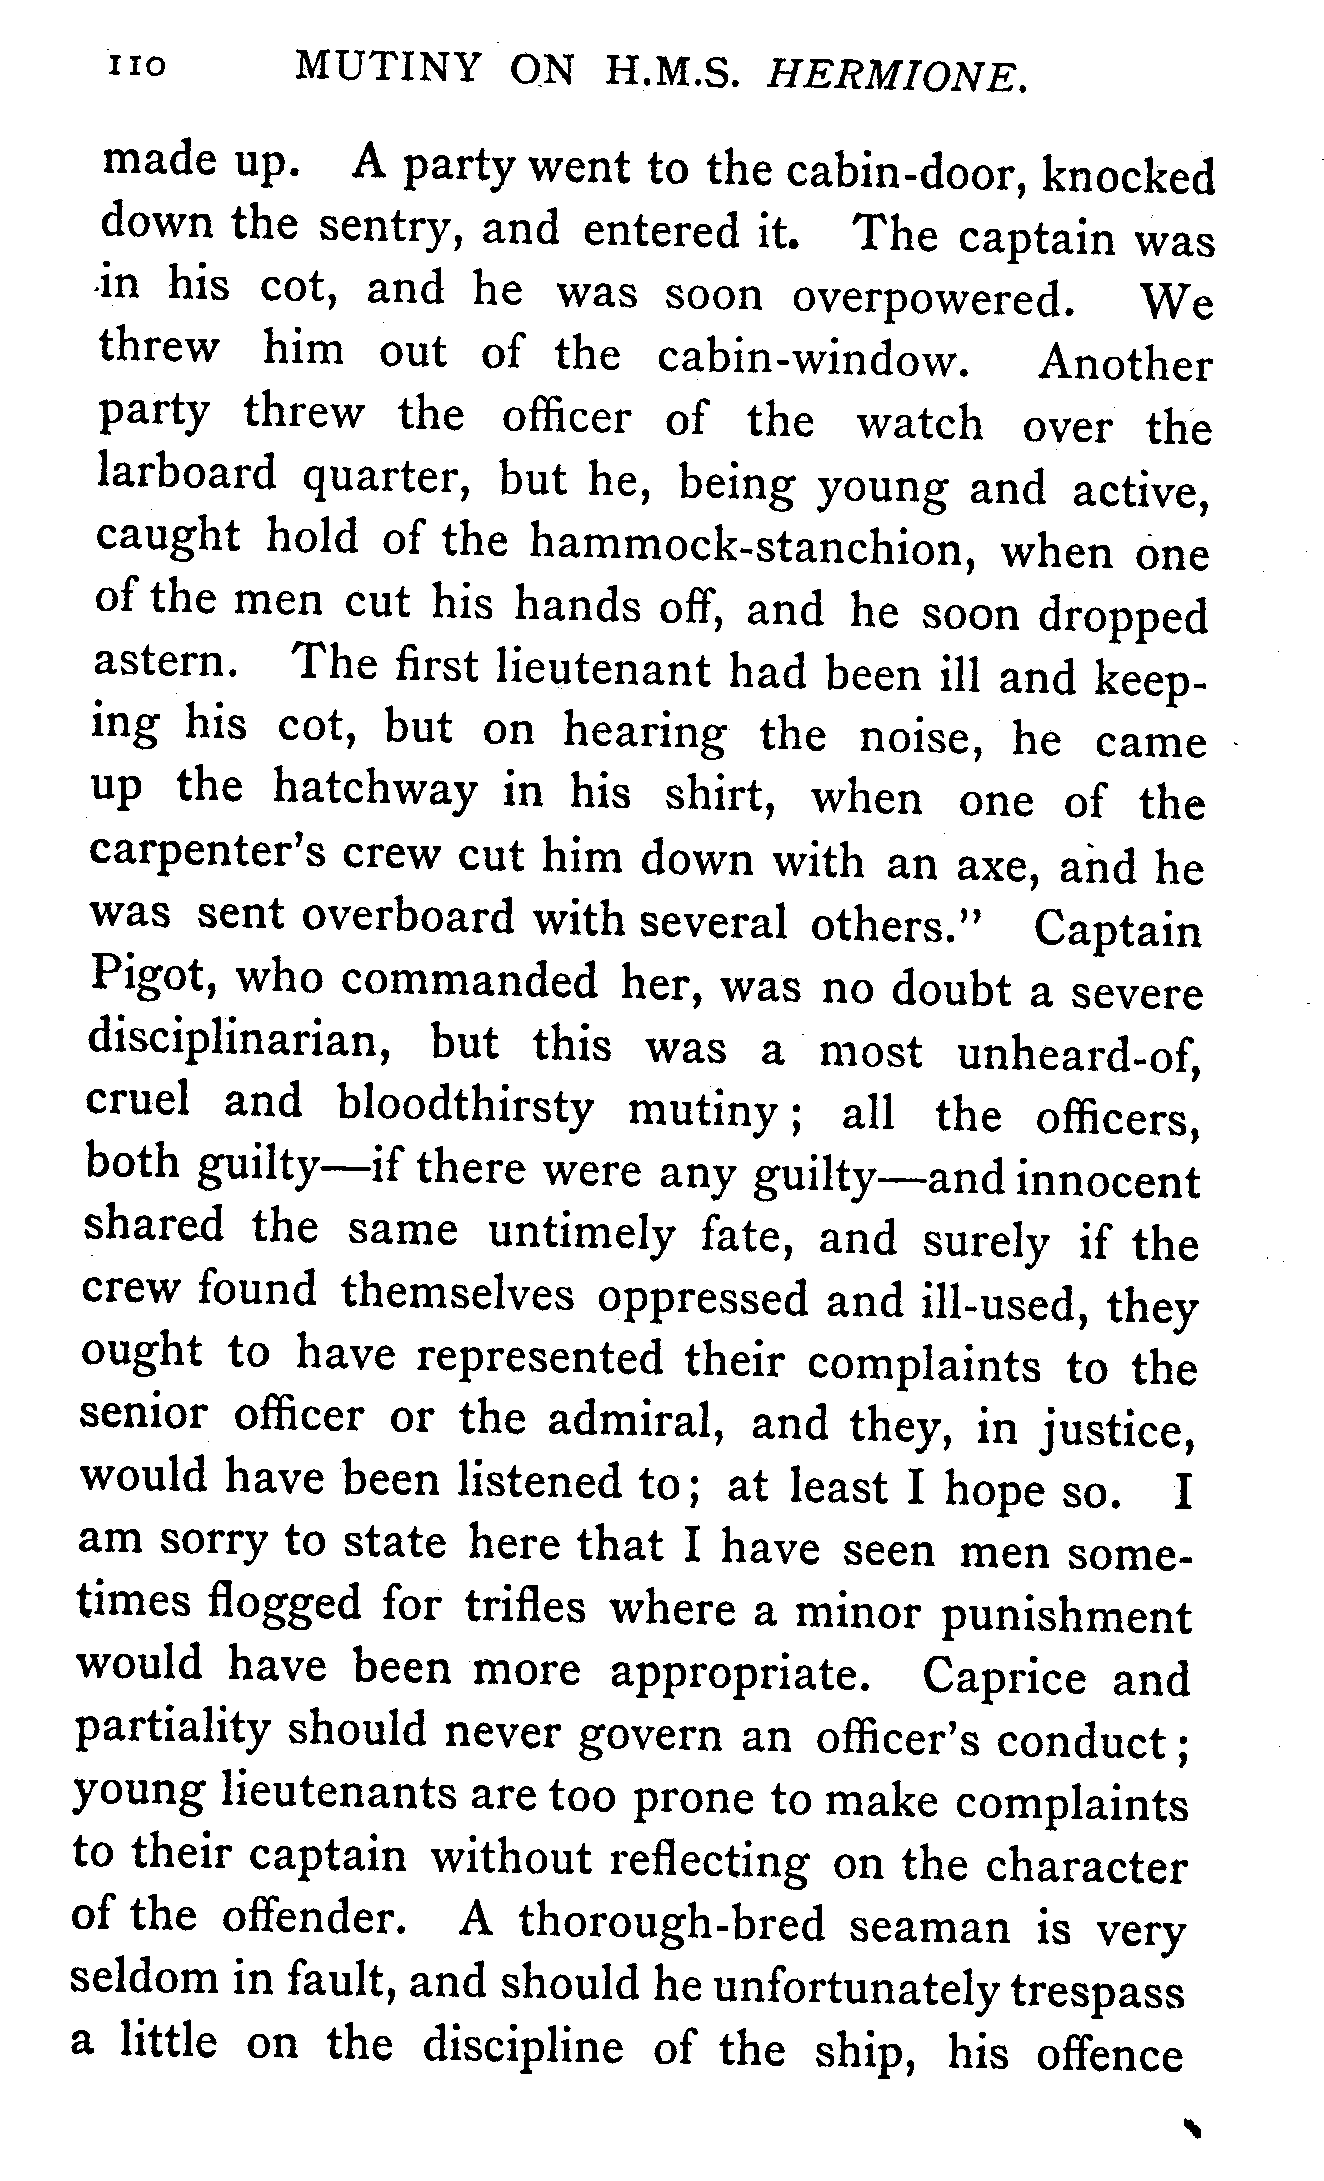 110 MUTINY ON H.M.S. HERMIONE.
made up. A party went to the cabin-door, knocked
down the sentry, and entered it. The captain was
in his cot, and he was soon overpowered. We
threw him out of the cabin-window. Another
party threw the officer of the watch over the
larboard quarter, but he, being young and active,
caught hold of the hammock-stanchion, when one
of the men cut his hands off, and he soon dropped
astern. The first lieutenant had been ill and keep-
ing his cot, but on hearing the noise, he came
up the hatchway in his shirt, when one of the
carpenter's crew cut him down with an axe, and he
was sent overboard with several others." Captain
Pigot, who commanded her, was no doubt a severe
disciplinarian, but this was a most unheard-of,
cruel and bloodthirsty mutiny; all the officers,
both guilty—if there were any guilty—and innocent
shared the same untimely fate, and surely if the
crew found themselves oppressed and ill-used, they
ought to have represented their complaints to the
senior officer or the admiral, and they, in justice,
would have been listened to; at least I hope so. I
am sorry to state here that I have seen men some-
times flogged for trifles where a minor punishment
would have been more appropriate. Caprice and
partiality should never govern an officer's conduct;
young lieutenants are too prone to make complaints
to their captain without reflecting on the character
of the offender. A thorough-bred seaman is very
seldom in fault, and should he unfortunately trespass
a little on the discipline of the ship, his offence